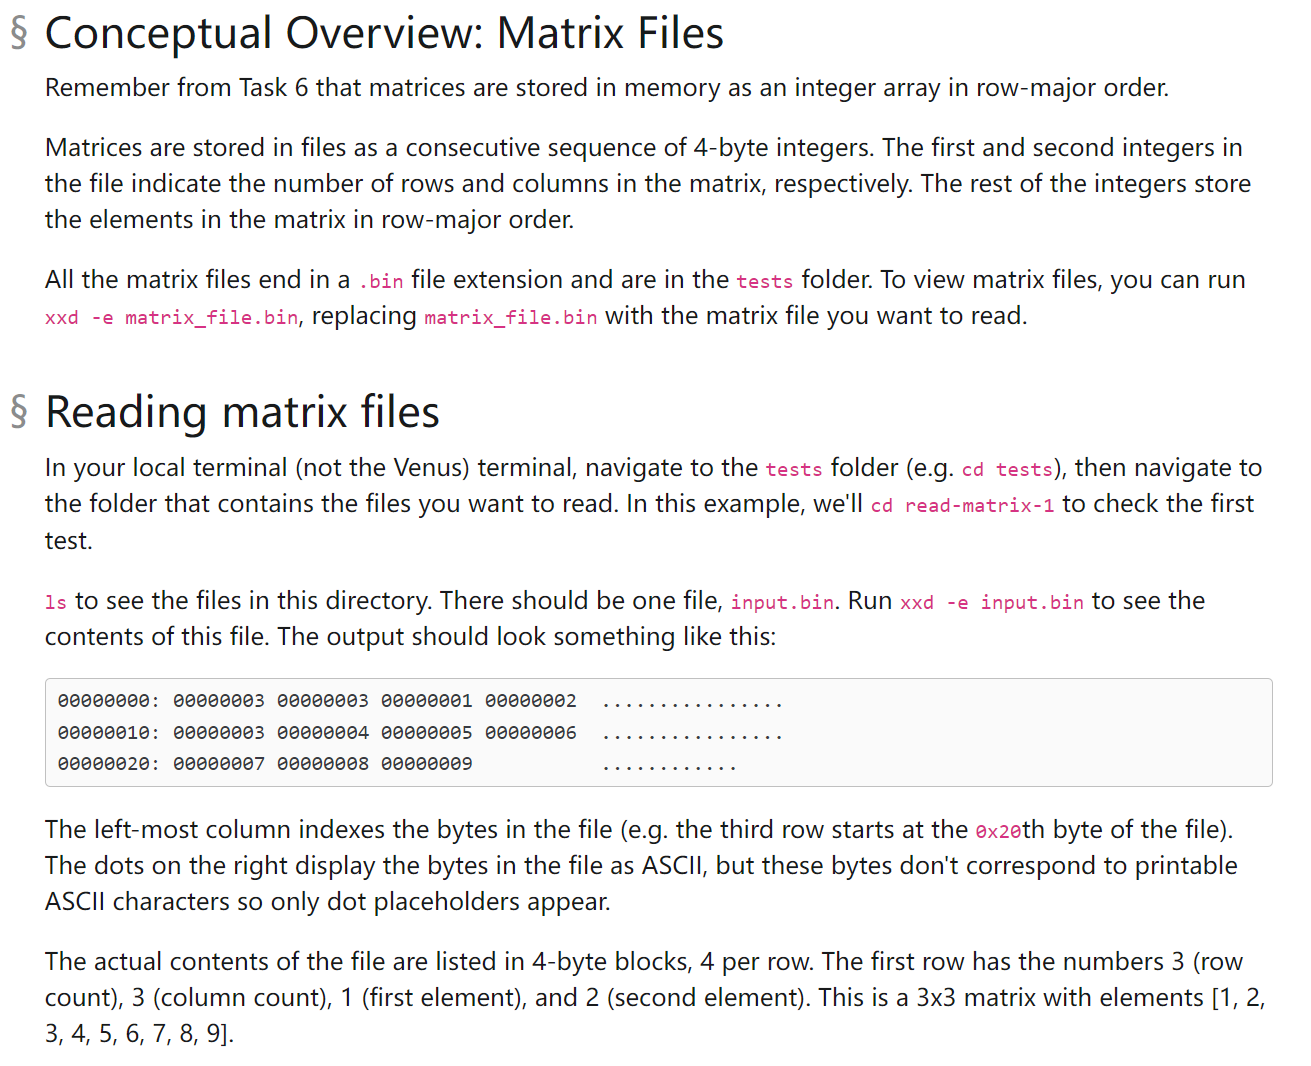 § Conceptual Overview: Matrix Files
Remember from Task 6 that matrices are stored in memory as an integer array in row-major order.
Matrices are stored in files as a consecutive sequence of 4-byte integers. The first and second integers in
the file indicate the number of rows and columns in the matrix, respectively. The rest of the integers store
the elements in the matrix in row-major order.
All the matrix files end in a .bin file extension and are in the tests folder. To view matrix files, you can run
xxd -e matrix_file.bin, replacing matrix_file.bin with the matrix file you want to read.
§ Reading matrix files
In your local terminal (not the Venus) terminal, navigate to the tests folder (e.g. cd tests), then navigate to
the folder that contains the files you want to read. In this example, we'll cd read-matrix-1 to check the first
test.
ls to see the files in this directory. There should be one file, input.bin. Run xxd -e input.bin to see the
contents of this file. The output should look something like this:
00000000: 00000003 00000003 00000001 00000002  ................
00000010: 00000003 00000004 00000005 00000006  ................
00000020: 00000007 00000008 00000009           ............
The left-most column indexes the bytes in the file (e.g. the third row starts at the 0x20th byte of the file).
The dots on the right display the bytes in the file as ASCII, but these bytes don't correspond to printable
ASCII characters so only dot placeholders appear.
The actual contents of the file are listed in 4-byte blocks, 4 per row. The first row has the numbers 3 (row
count), 3 (column count), 1 (first element), and 2 (second element). This is a 3x3 matrix with elements [1, 2,
3, 4, 5, 6, 7, 8, 9].